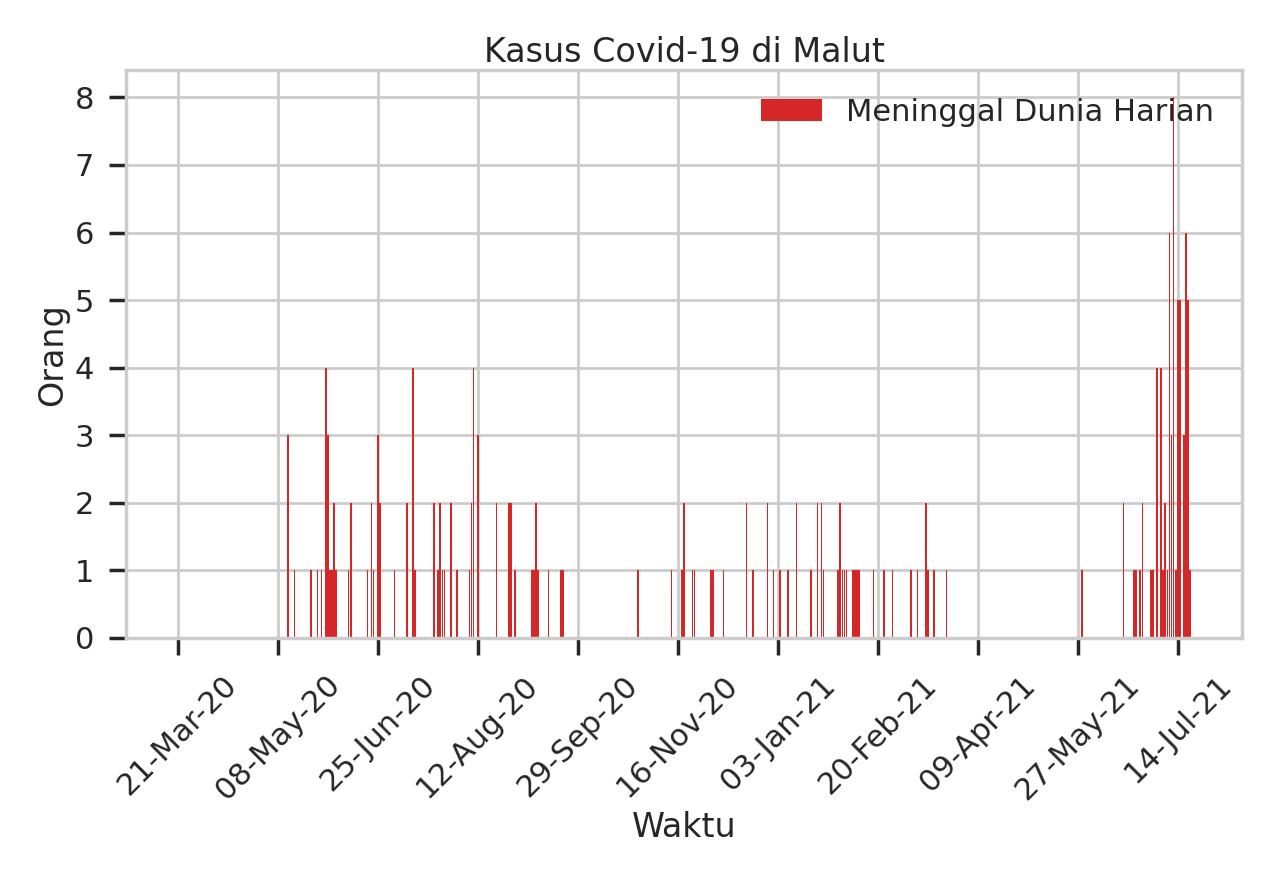 Kasus Covid-19 di Malut
Meninggal Dunia Harian
Orang
8
7
6
5
4
3
2
1
0
21-Mar-20
08-May-20
25-Jun-20
12-Aug-20
29-Sep-20
16-Nov-20
03-Jan-21
20-Feb-21
09-Apr-21
27-May-21
14-Jul-21
Waktu